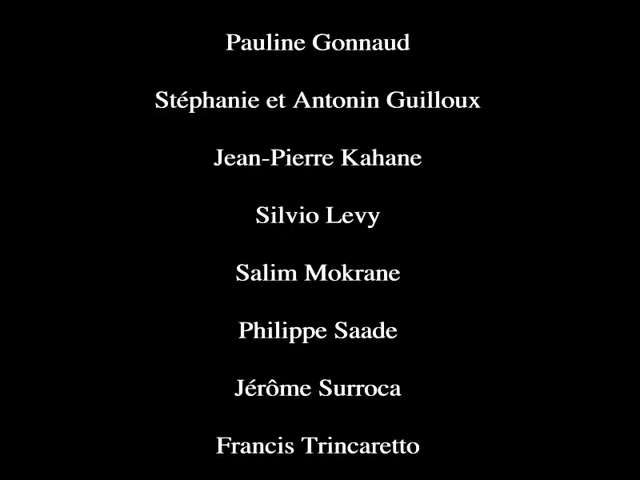 Pauline Gonnaud
Stéphanie et Antonin Guilloux
Jean-Pierre Kahane
Silvio Levy
Salim Mokrane
Philippe Saade
Jérôme Surroca
Francis Trincaretto